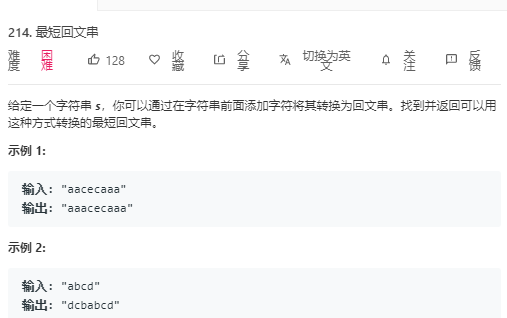 214. 最短回文串
难度 困难 128 收藏 分享 切换为英文 关注 反馈
给定一个字符串 s，你可以通过在字符串前面添加字符将其转换为回文串。找到并返回可以用
这种方式转换的最短回文串。
示例 1:
输入: "aacecaaa"
输出: "aaacecaaa"
示例 2:
输入: "abcd"
输出: "dcbabcd"